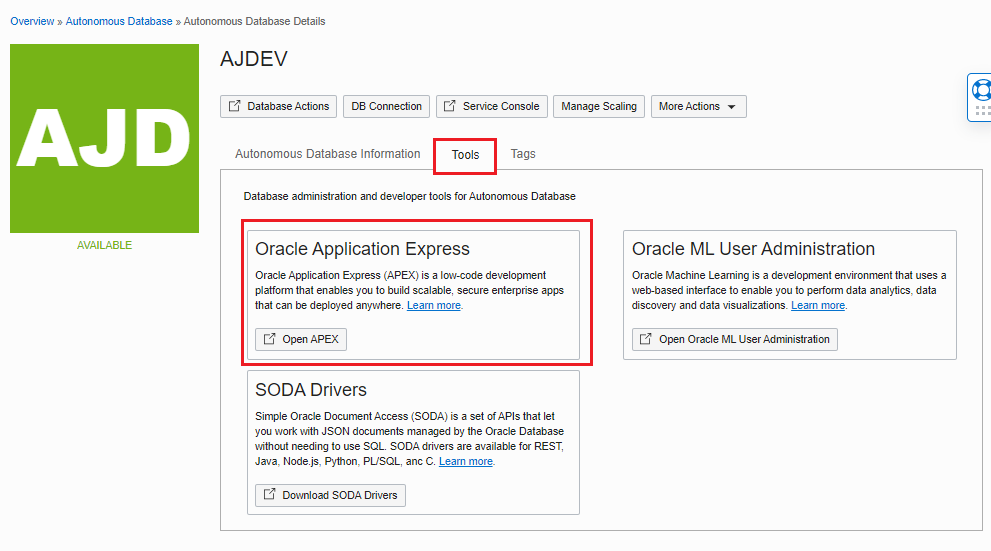 Overview » Autonomous Database » Autonomous Database Details
AJD
AVAILABLE
AJDEV
Database Actions DB Connection Service Console Manage Scaling More Actions
Autonomous Database Information Tools Tags
Database administration and developer tools for Autonomous Database
Oracle Application Express
Oracle Application Express (APEX) is a low-code development
platform that enables you to build scalable, secure enterprise apps
that can be deployed anywhere. Learn more.
Open APEX
Oracle ML User Administration
Oracle Machine Learning is a development environment that uses a
web-based interface to enable you to perform data analytics, data
discovery and data visualizations. Learn more.
Open Oracle ML User Administration
SODA Drivers
Simple Oracle Document Access (SODA) is a set of APIs that let
you work with JSON documents managed by the Oracle Database
without needing to use SQL. SODA drivers are available for REST,
Java, Node.js, Python, PL/SQL, anc C. Learn more.
Download SODA Drivers